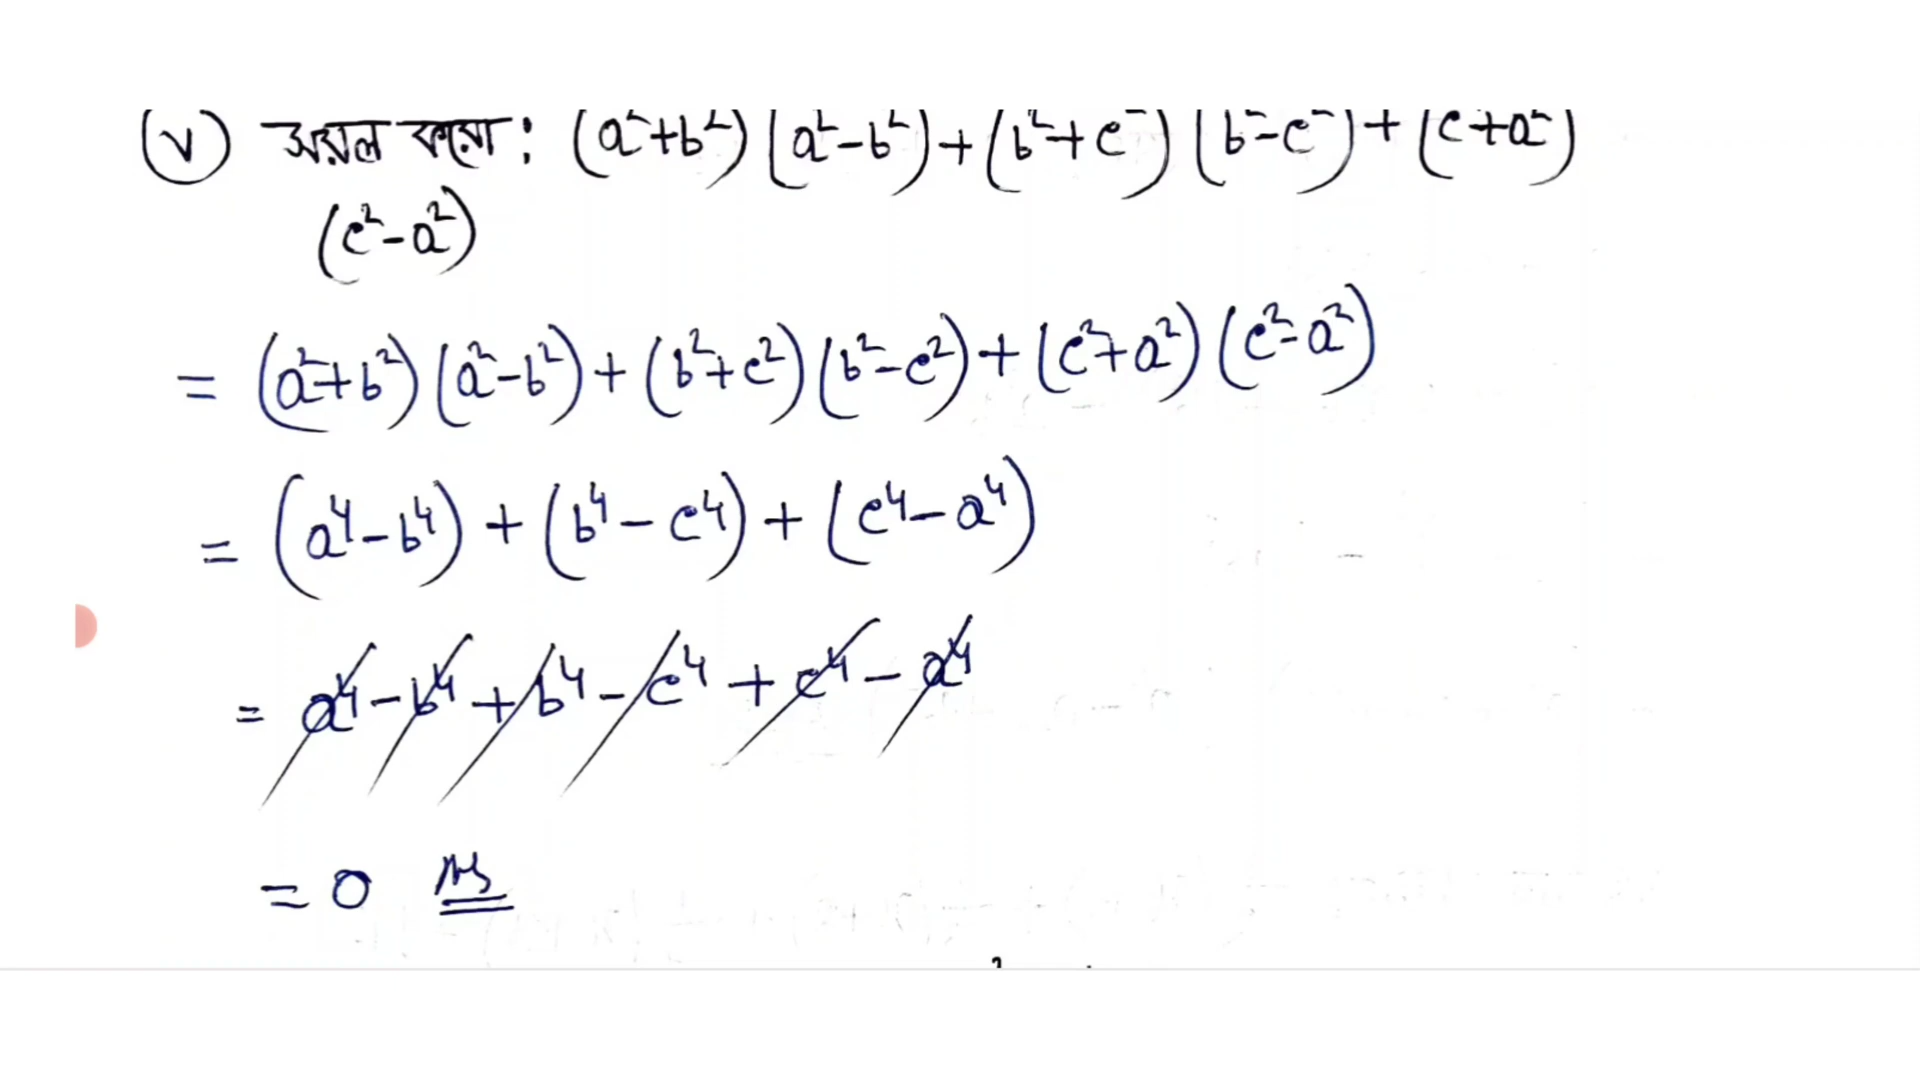 (v) সরল করো: (a²+b²) (a²-b²) + (b²+c²) (b²-c²) + (c²+a²)
(c²-a²)
= (a²+b²) (a²-b²) + (b²+c²) (b²-c²) + (c²+a²) (c²-a²)
= (a⁴-b⁴) + (b⁴-c⁴) + (c⁴-a⁴)
= a⁴-b⁴+b⁴-c⁴+c⁴-a⁴
= 0 Ans